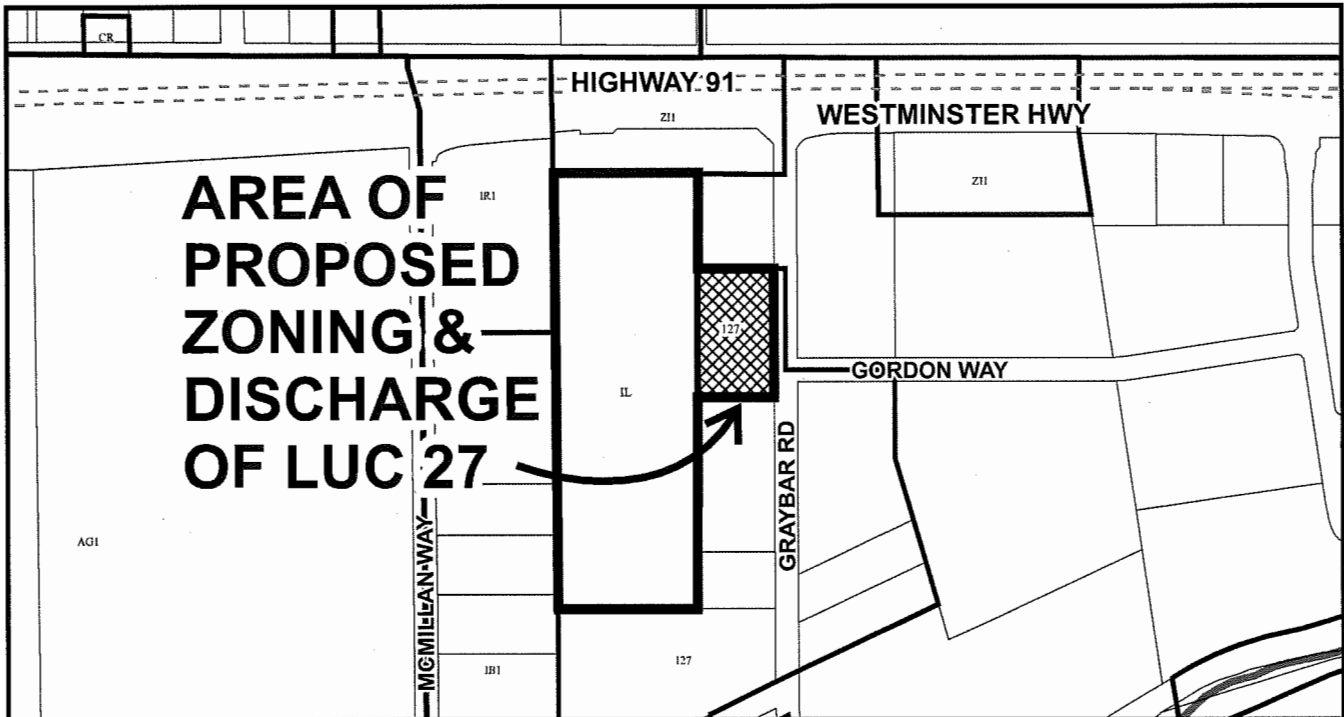 CR
HIGHWAY 91
WESTMINSTER HWY
ZI1
ZI1
AREA OF
PROPOSED
ZONING &
DISCHARGE
OF LUC 27
IR1
127
GORDON WAY
IL
GRAYBAR RD
AG1
MCMILLAN WAY
IB1
127